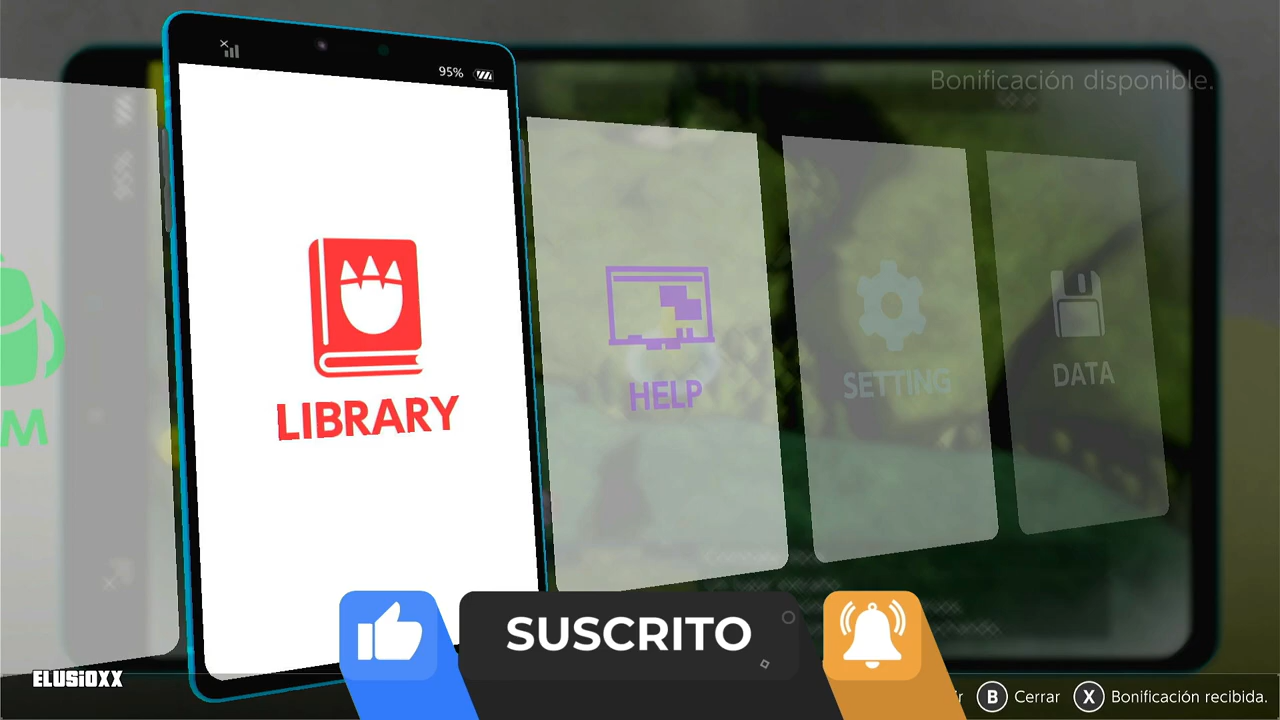 95%
Bonificación disponible.
M
LIBRARY
HELP
SETTING
DATA
SUSCRITO
ELUSiOXX
r
B Cerrar
X Bonificación recibida.